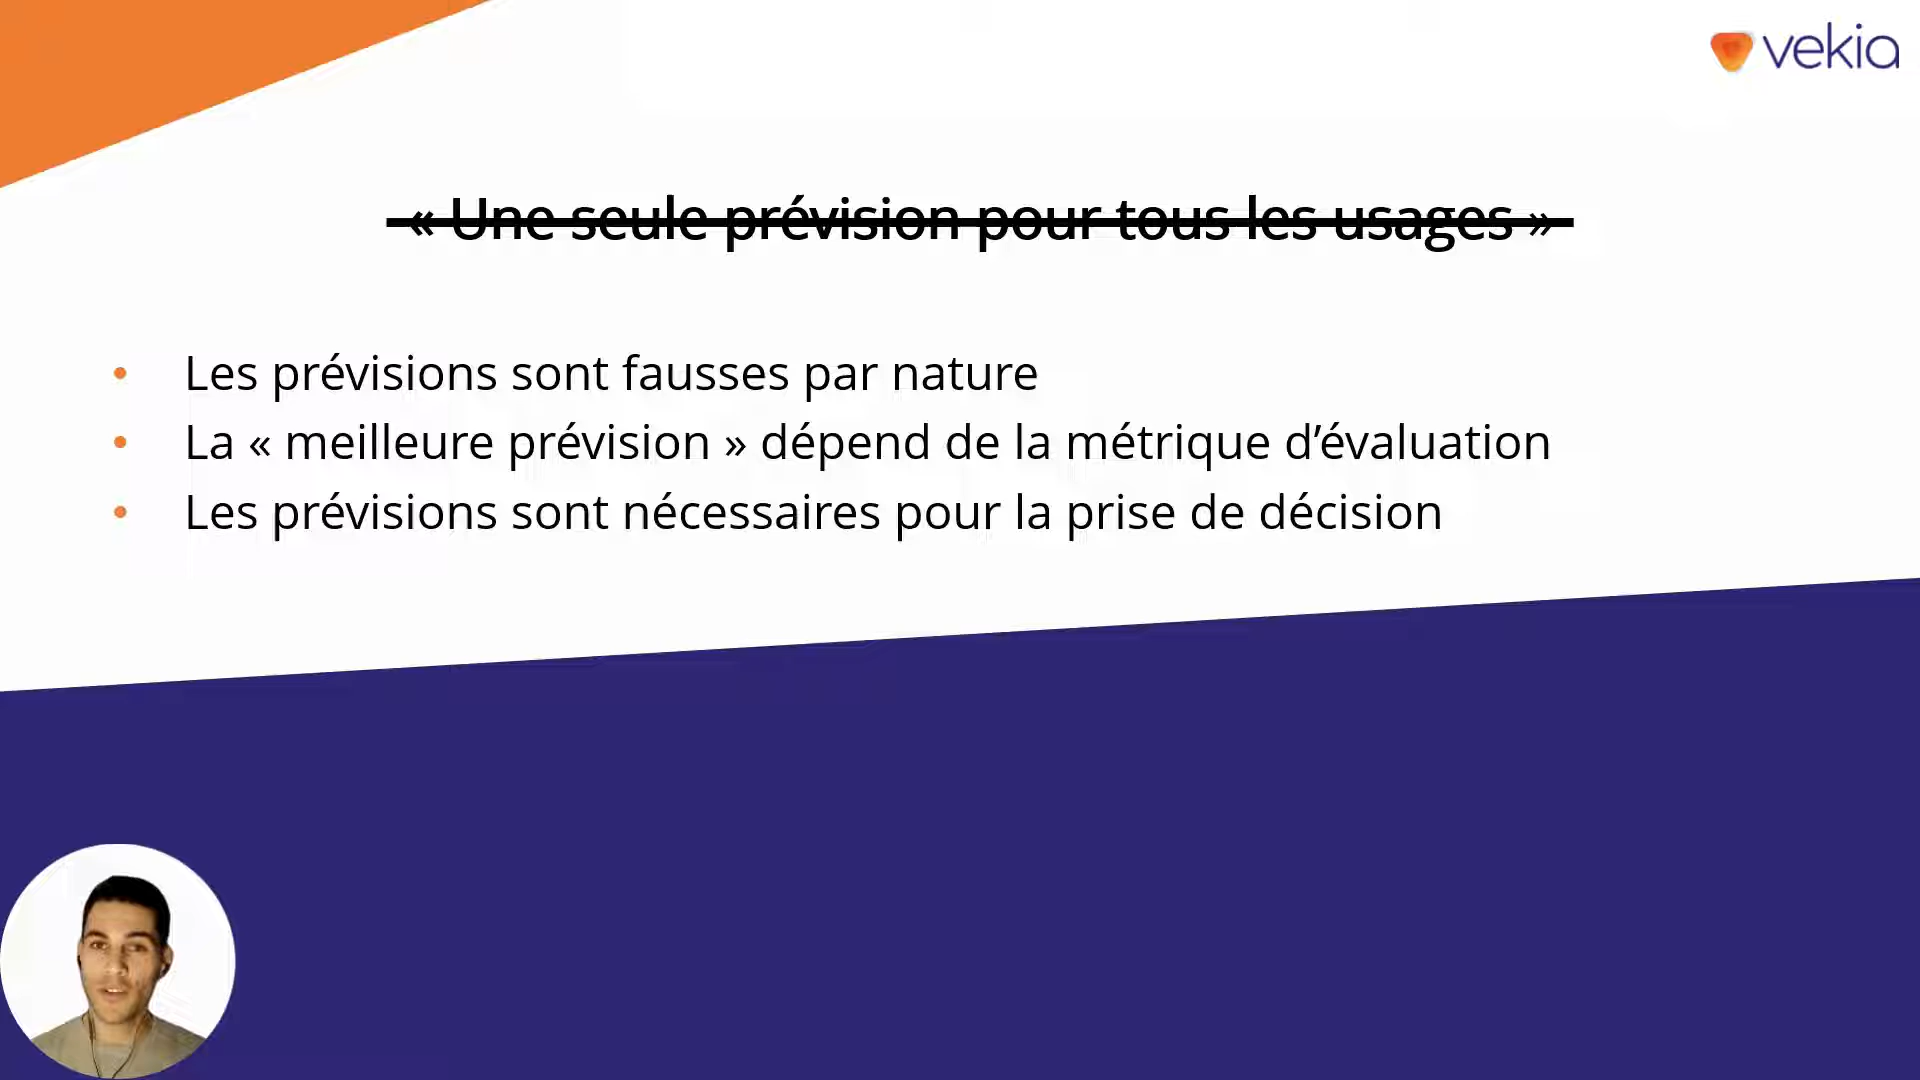 vekia
« Une seule prévision pour tous les usages »
• Les prévisions sont fausses par nature
• La « meilleure prévision » dépend de la métrique d’évaluation
• Les prévisions sont nécessaires pour la prise de décision